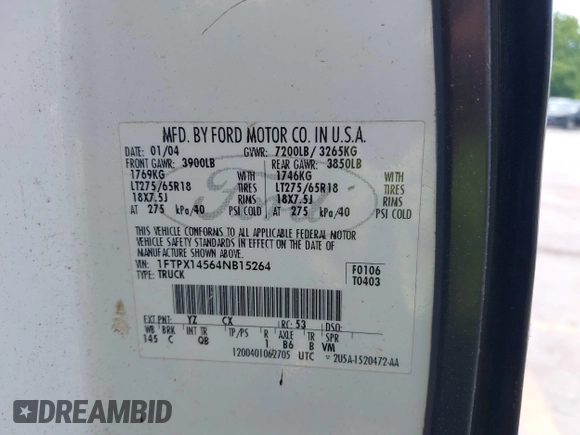 MFD. BY FORD MOTOR CO. IN U.S.A.
DATE: 01/04 GVWR: 7200LB/ 3265KG
FRONT GAWR: 3900LB REAR GAWR: 3850LB
1769KG WITH 1746KG WITH
LT275/65R18 TIRES LT275/65R18 TIRES
18X7.5J RIMS 18X7.5J RIMS
AT 275 kPa/40 PSI COLD AT 275 kPa/40 PSI COLD
THIS VEHICLE CONFORMS TO ALL APPLICABLE FEDERAL MOTOR
VEHICLE SAFETY STANDARDS IN EFFECT ON THE DATE OF
MANUFACTURE SHOWN ABOVE.
VIN: 1FTPX14564NB15264 F0106
TYPE: TRUCK T0403
EXT PNT: YZ CX RC: 53 DSO:
WB BRK INT TR TP/PS R AXLE TR SPR
145 C QB 1 B6 B VM
1200401062705 UTC 2U5A-1520472-AA
Ford
DREAMBID